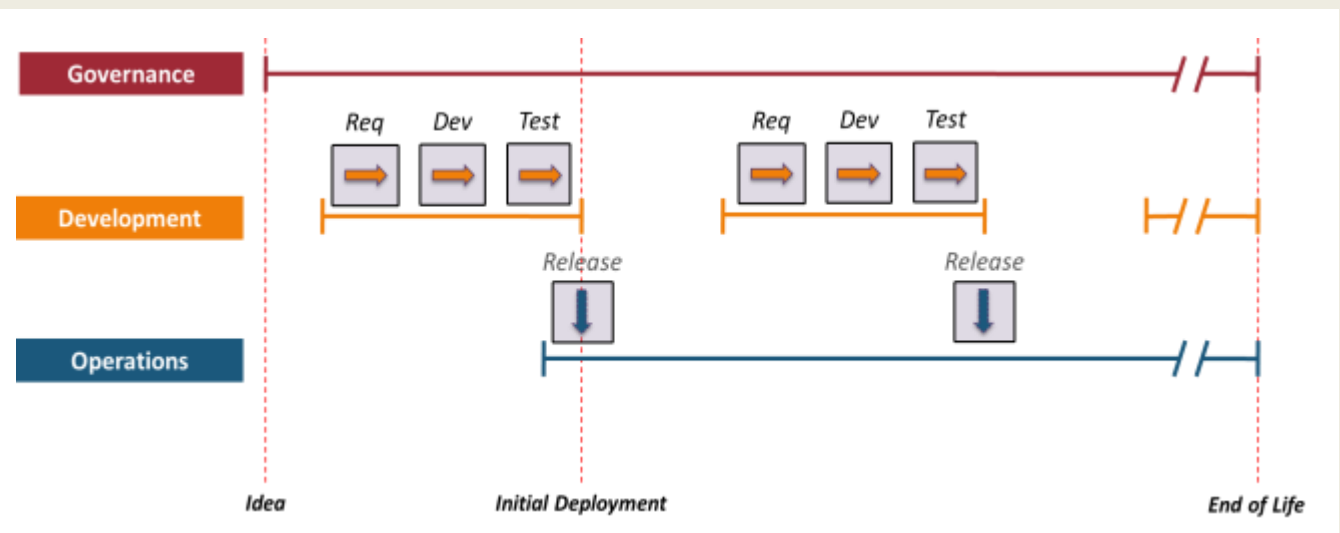 Governance
Req Dev Test Req Dev Test
Development
Release Release
Operations
Idea Initial Deployment End of Life